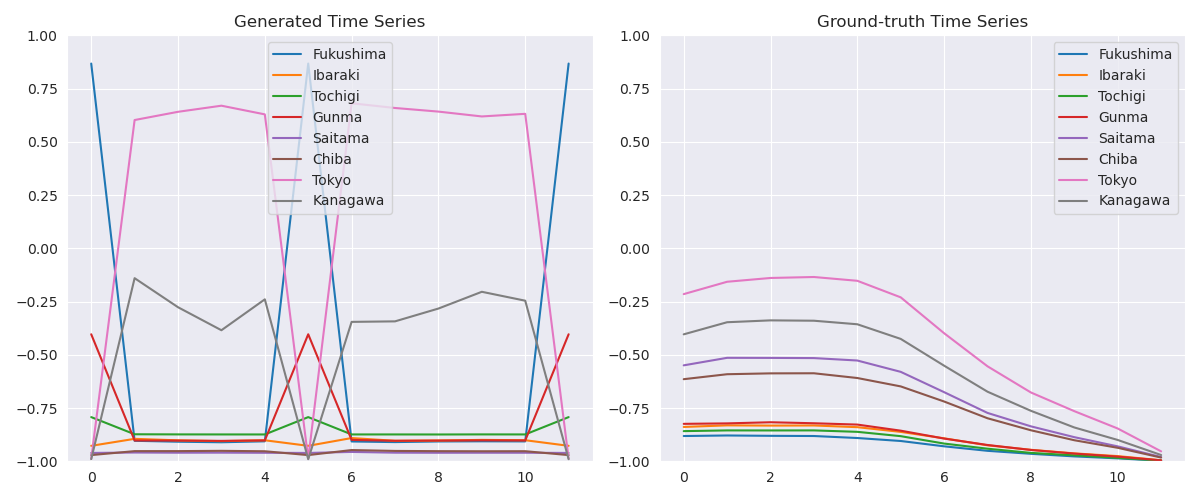 Generated Time Series
1.00
0.75
0.50
0.25
0.00
−0.25
−0.50
−0.75
−1.00
0 2 4 6 8 10
Fukushima
Ibaraki
Tochigi
Gunma
Saitama
Chiba
Tokyo
Kanagawa
Ground-truth Time Series
1.00
0.75
0.50
0.25
0.00
−0.25
−0.50
−0.75
−1.00
0 2 4 6 8 10
Fukushima
Ibaraki
Tochigi
Gunma
Saitama
Chiba
Tokyo
Kanagawa